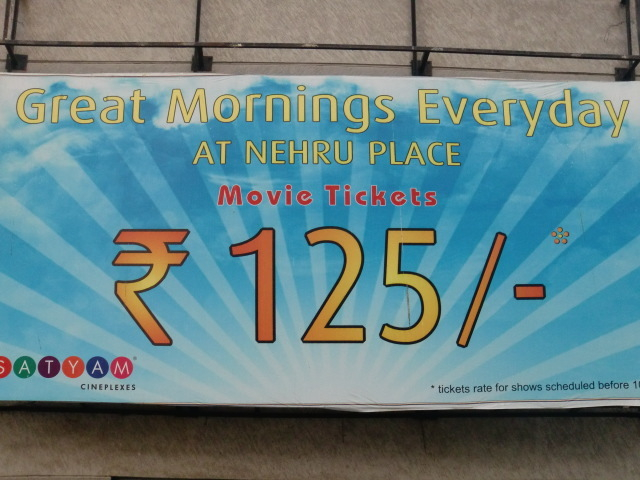 Great Mornings Everyday
AT NEHRU PLACE
Movie Tickets
₹ 125/-*
SATYAM
CINEPLEXES
* tickets rate for shows scheduled before